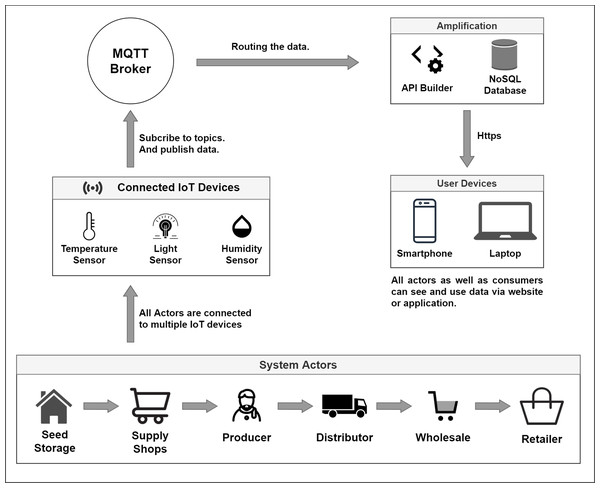 MQTT
Broker
Routing the data.
Amplification
API Builder
NoSQL
Database
Subcribe to topics.
And publish data.
Https
Connected IoT Devices
Temperature
Sensor
Light
Sensor
Humidity
Sensor
User Devices
Smartphone
Laptop
All actors as well as consumers
can see and use data via website
or application.
All Actors are connected
to multiple IoT devices
System Actors
Seed
Storage
Supply
Shops
Producer
Distributor
Wholesale
Retailer